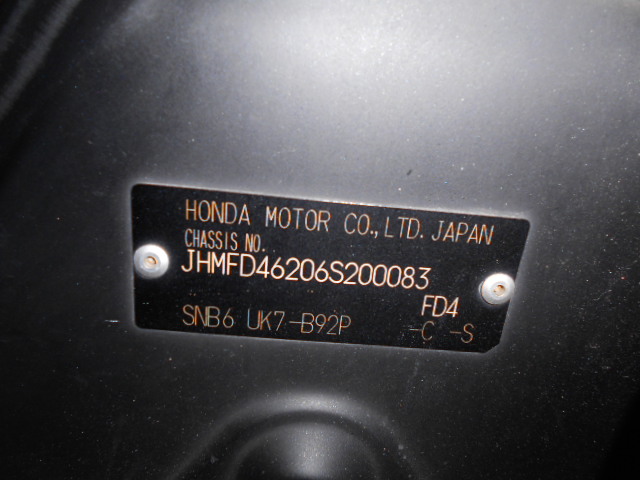 HONDA MOTOR CO.,LTD. JAPAN
CHASSIS NO.
JHMFD46206S200083
FD4
SNB6 UK7-B92P -C -S